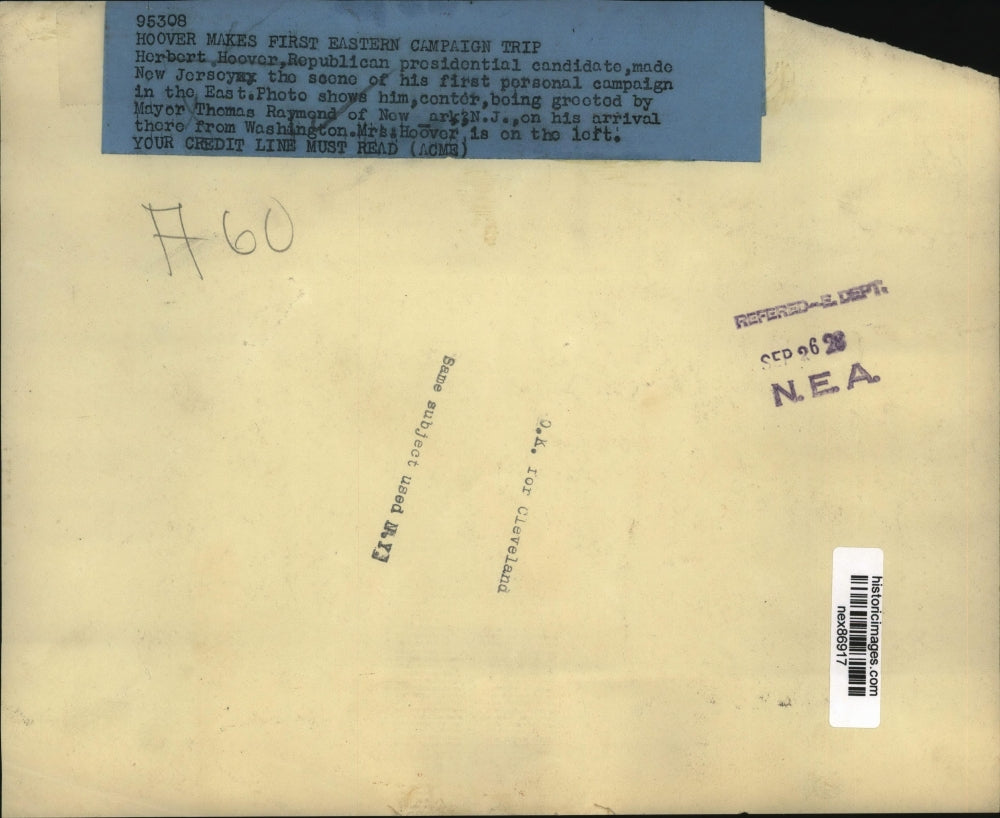 95308
HOOVER MAKES FIRST EASTERN CAMPAIGN TRIP
Herbert Hoover,Republican presidential candidate,made
New Jerseyxx the scene of his first personal campaign
in the East.Photo shows him,center,being greeted by
Mayor Thomas Raymond of New ark,N.J.,on his arrival
there from Washington.Mrs.Hoover is on the left.
YOUR CREDIT LINE MUST READ (ACME)
A 60
REFERED-E. DEPT.
SEP 26 28
N.E.A.
Same subject used N.Y.
O.K. for Cleveland
historicimages.com
nex86917